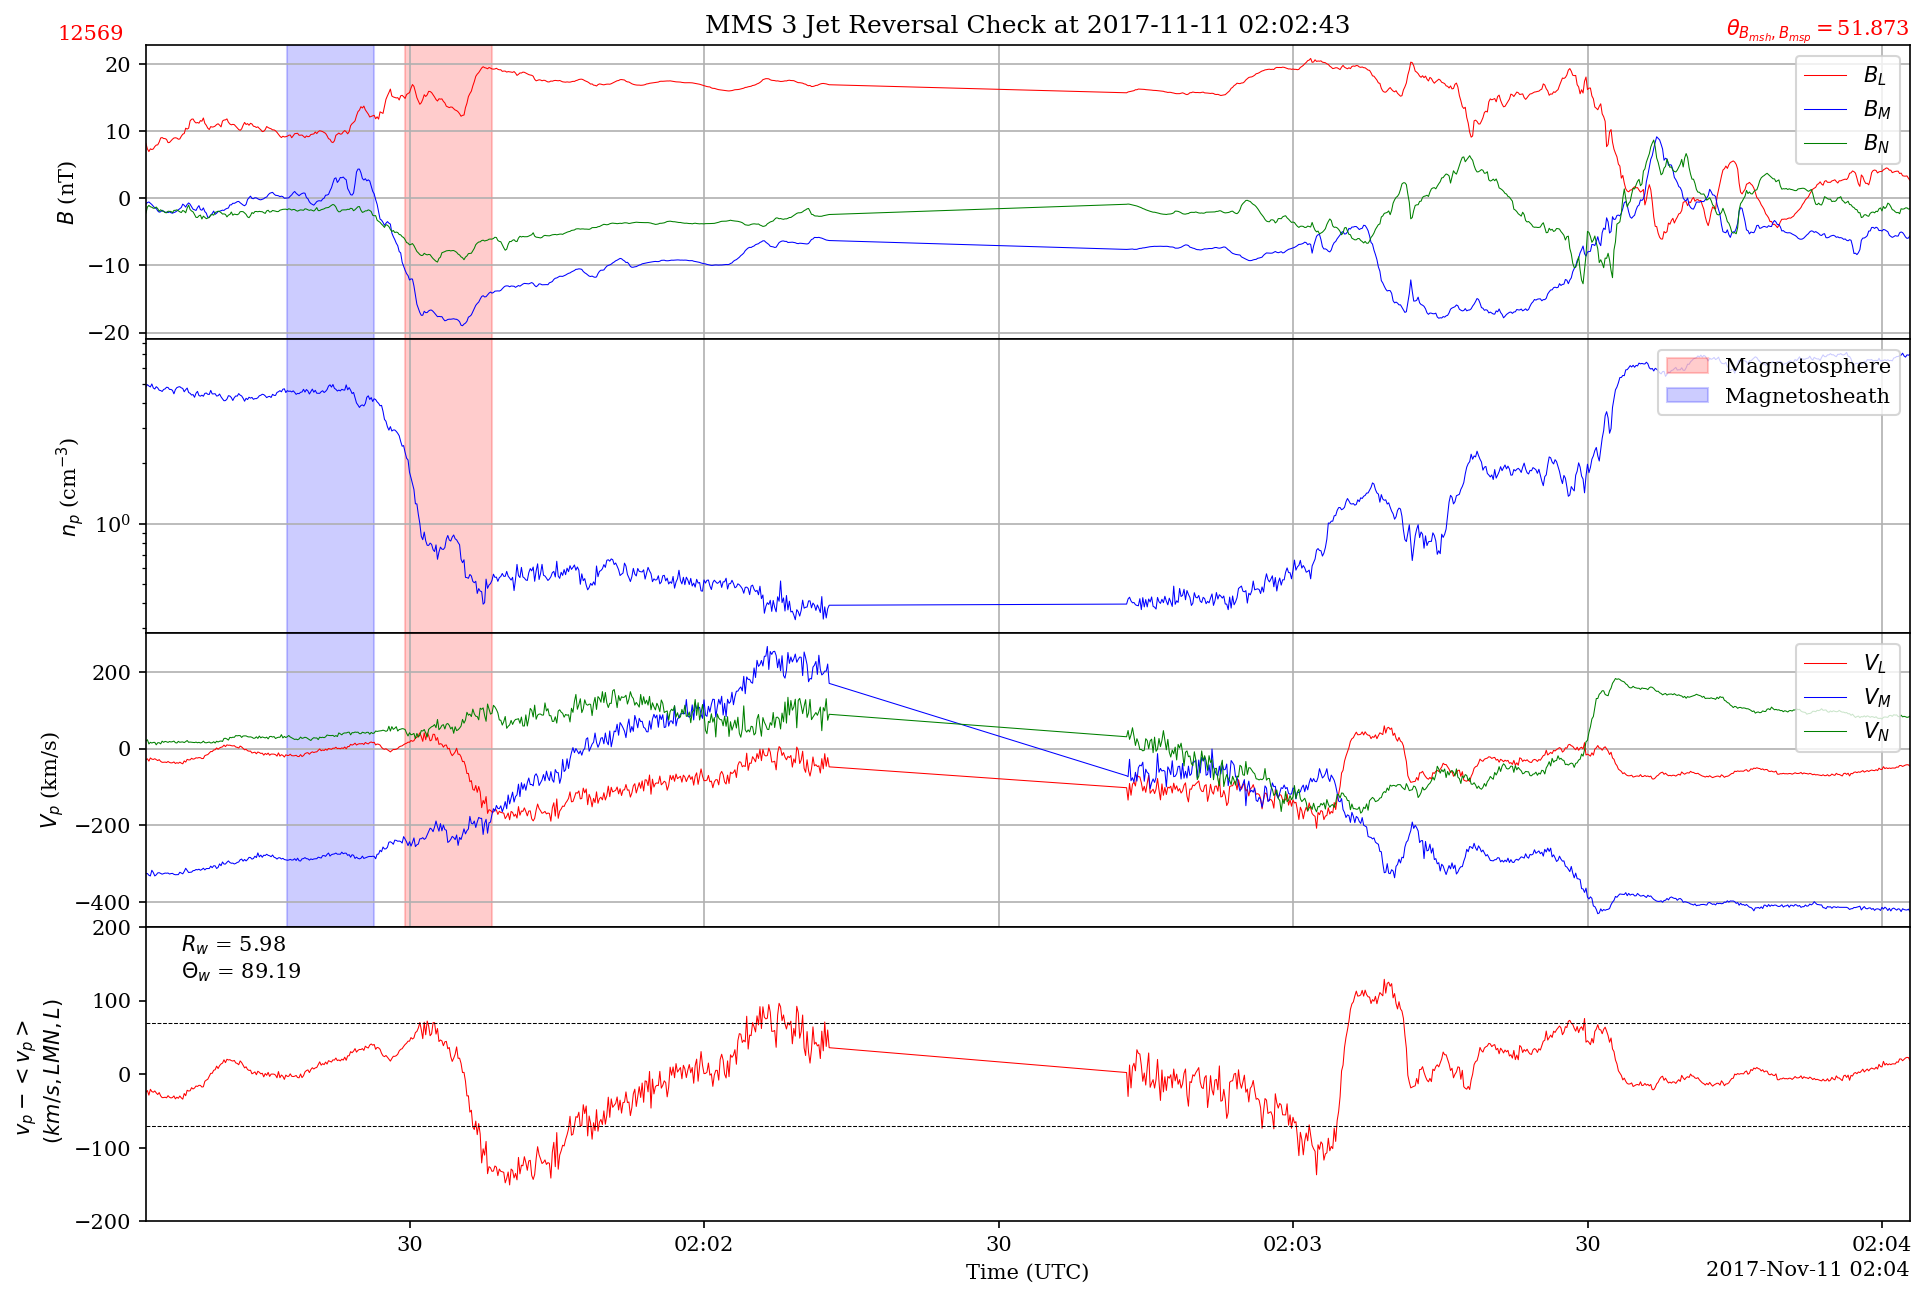 MMS 3 Jet Reversal Check at 2017-11-11 02:02:43
12569
θ_{B_{msh}, B_{msp}} = 51.873
20
10
0
−10
−20
B (nT)
B_L
B_M
B_N
10^0
n_p (cm^{−3})
Magnetosphere
Magnetosheath
200
0
−200
−400
V_p (km/s)
V_L
V_M
V_N
200
100
0
−100
−200
v_p − < v_p >
(km/s, LMN, L)
R_w = 5.98
Θ_w = 89.19
30
02:02
30
02:03
30
02:04
Time (UTC)
2017-Nov-11 02:04